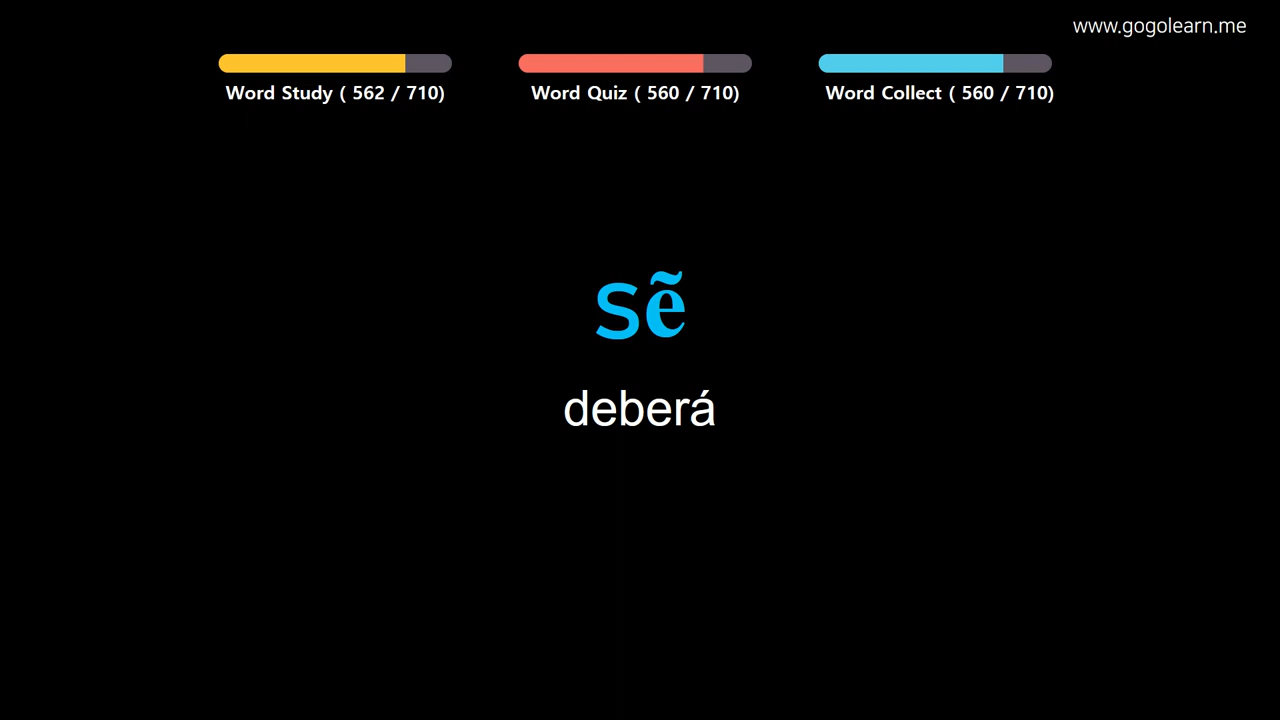 www.gogolearn.me
Word Study ( 562 / 710)
Word Quiz ( 560 / 710)
Word Collect ( 560 / 710)
sẽ
deberá